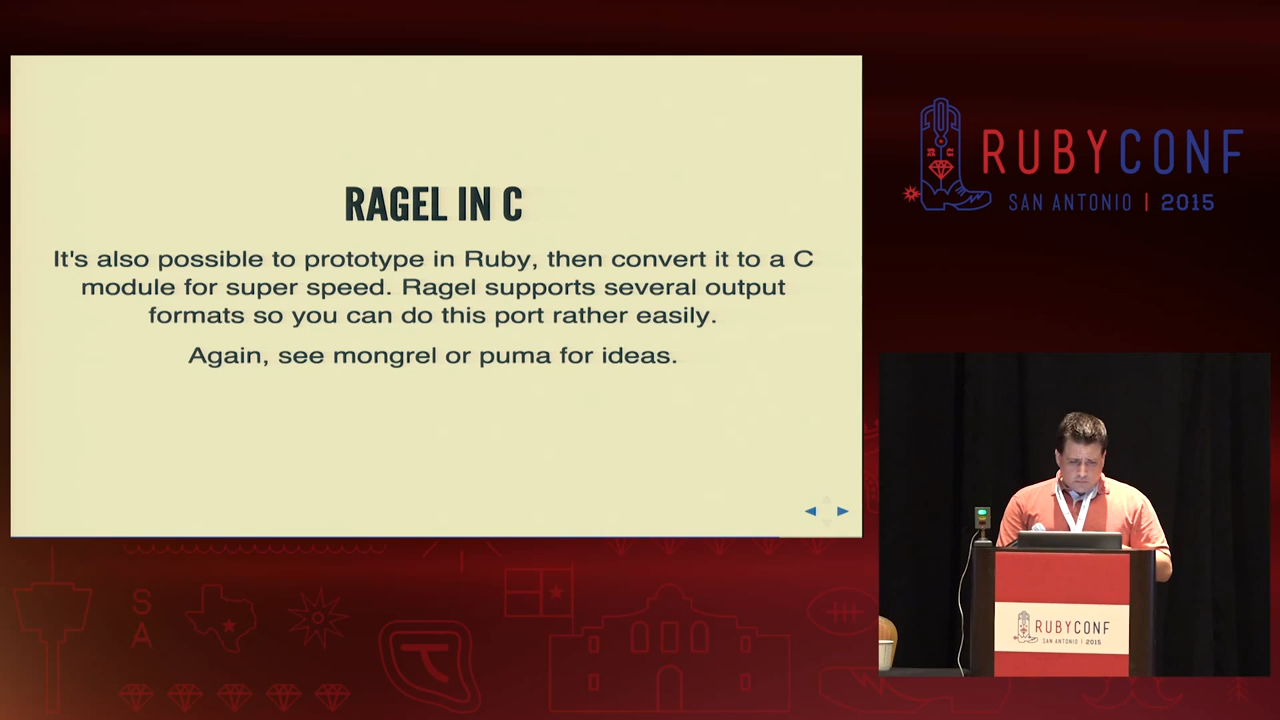 RAGEL IN C
It's also possible to prototype in Ruby, then convert it to a C
module for super speed. Ragel supports several output
formats so you can do this port rather easily.
Again, see mongrel or puma for ideas.
RUBYCONF
SAN ANTONIO | 2015
RUBYCONF
SAN ANTONIO | 2015
S
A